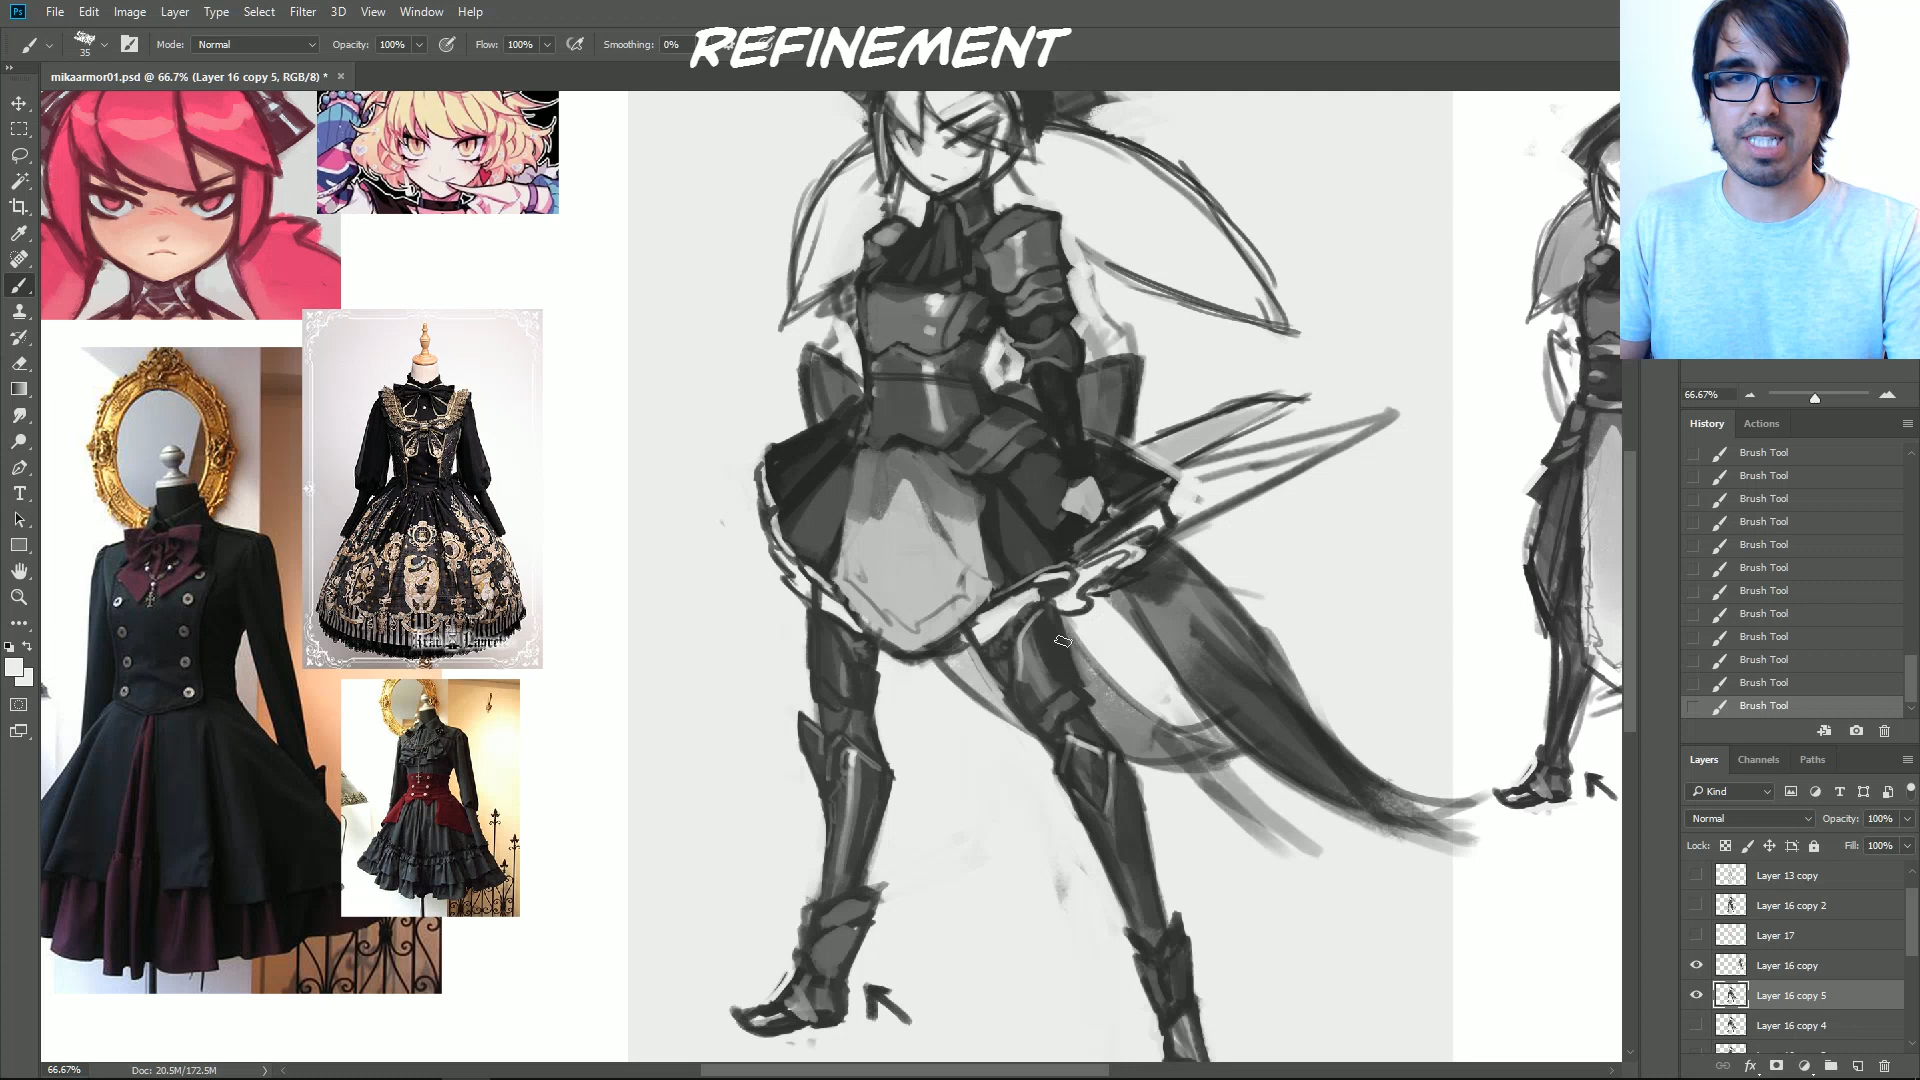 Ps File Edit Image Layer Type Select Filter 3D View Window Help
REFINEMENT
35 Mode: Normal Opacity: 100% Flow: 100% Smoothing: 0%
mikaarmor01.psd @ 66.7% (Layer 16 copy 5, RGB/8) *
66.67%
History Actions
Brush Tool
Brush Tool
Brush Tool
Brush Tool
Brush Tool
Brush Tool
Brush Tool
Brush Tool
Brush Tool
Brush Tool
Brush Tool
Brush Tool
Layers Channels Paths
Kind
Normal Opacity: 100%
Lock: Fill: 100%
Layer 13 copy
Layer 16 copy 2
Layer 17
Layer 16 copy
Layer 16 copy 5
Layer 16 copy 4
66.67% Doc: 20.5M/172.5M